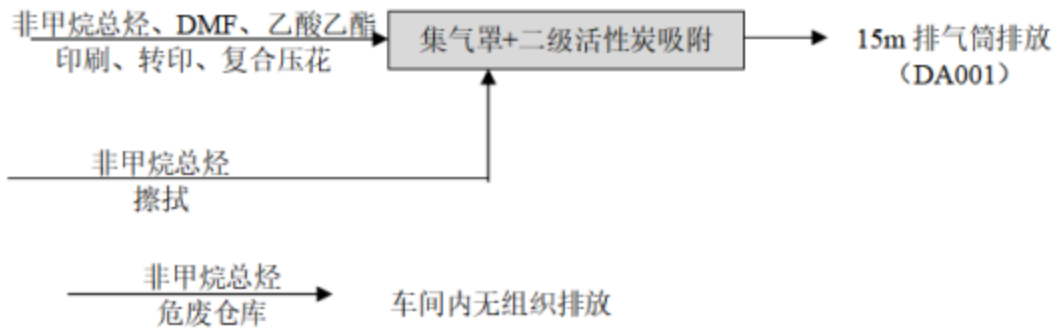 非甲烷总烃、DMF、乙酸乙酯
印刷、转印、复合压花
集气罩+二级活性炭吸附
15m 排气筒排放
（DA001）
非甲烷总烃
擦拭
非甲烷总烃
危废仓库
车间内无组织排放